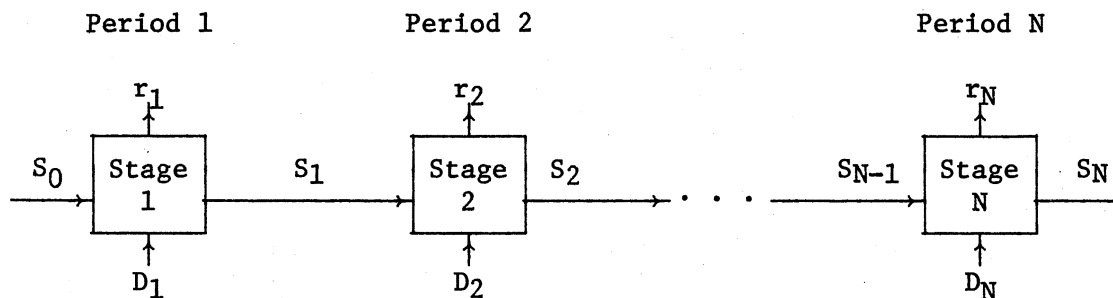 Period 1 Period 2 Period N
r1 r2 rN
S0 Stage 1 S1 Stage 2 S2 . . . SN-1 Stage N SN
D1 D2 DN